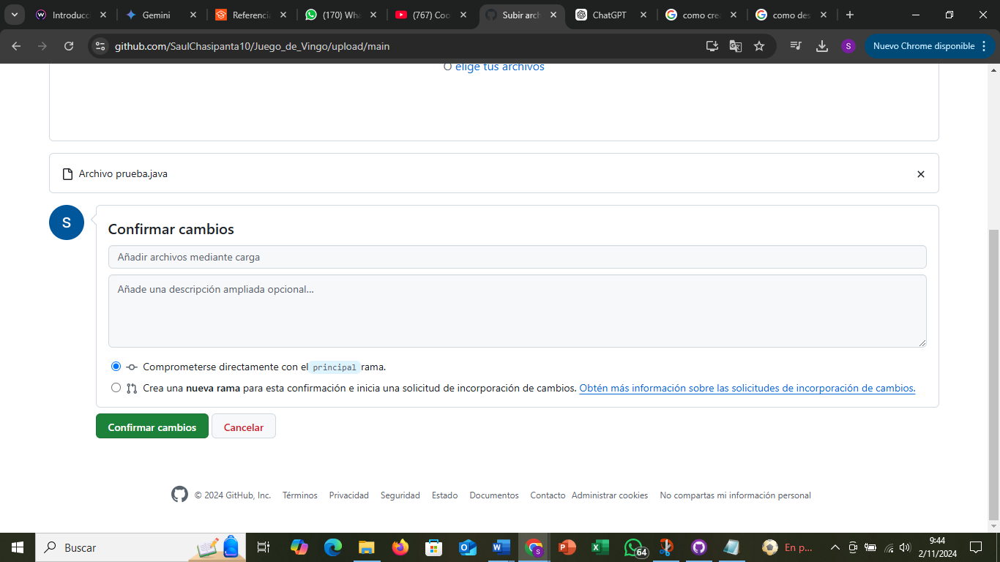 Introducc
Gemini
Referencia
(170) Wha
(767) Coo
Subir arch
ChatGPT
como crea
como des
github.com/SaulChasipanta10/Juego_de_Vingo/upload/main
S
Nuevo Chrome disponible
O elige tus archivos
Archivo prueba.java
S
Confirmar cambios
Añadir archivos mediante carga
Añade una descripción ampliada opcional...
Comprometerse directamente con el principal rama.
Crea una nueva rama para esta confirmación e inicia una solicitud de incorporación de cambios. Obtén más información sobre las solicitudes de incorporación de cambios.
Confirmar cambios
Cancelar
© 2024 GitHub, Inc. Términos Privacidad Seguridad Estado Documentos Contacto Administrar cookies No compartas mi información personal
Buscar
64
En p...
9:44
2/11/2024